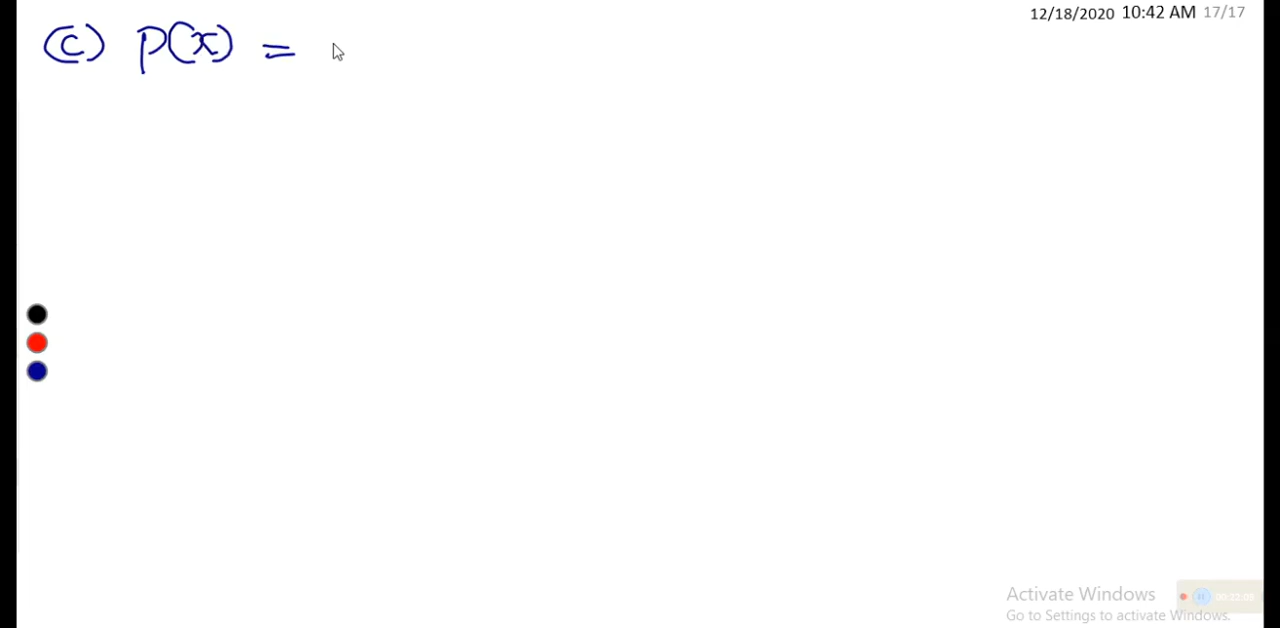 12/18/2020 10:42 AM 17/17
(c) P(x) =
Activate Windows
Go to Settings to activate Windows.